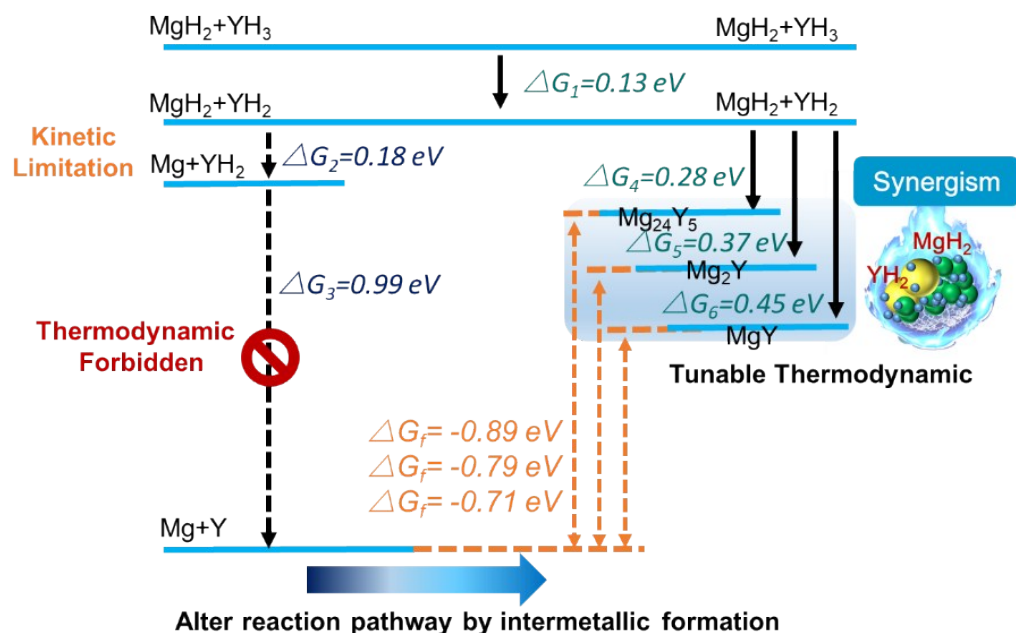 MgH₂+YH₃
MgH₂+YH₃
△G₁=0.13 eV
MgH₂+YH₂
MgH₂+YH₂
Kinetic
Limitation
Mg+YH₂
△G₂=0.18 eV
△G₄=0.28 eV
Synergism
Mg₂₄Y₅
MgH₂
△G₅=0.37 eV
Mg₂Y
YH₂
△G₃=0.99 eV
△G₆=0.45 eV
Thermodynamic
Forbidden
MgY
Tunable Thermodynamic
△Gf= -0.89 eV
△Gf= -0.79 eV
△Gf= -0.71 eV
Mg+Y
Alter reaction pathway by intermetallic formation